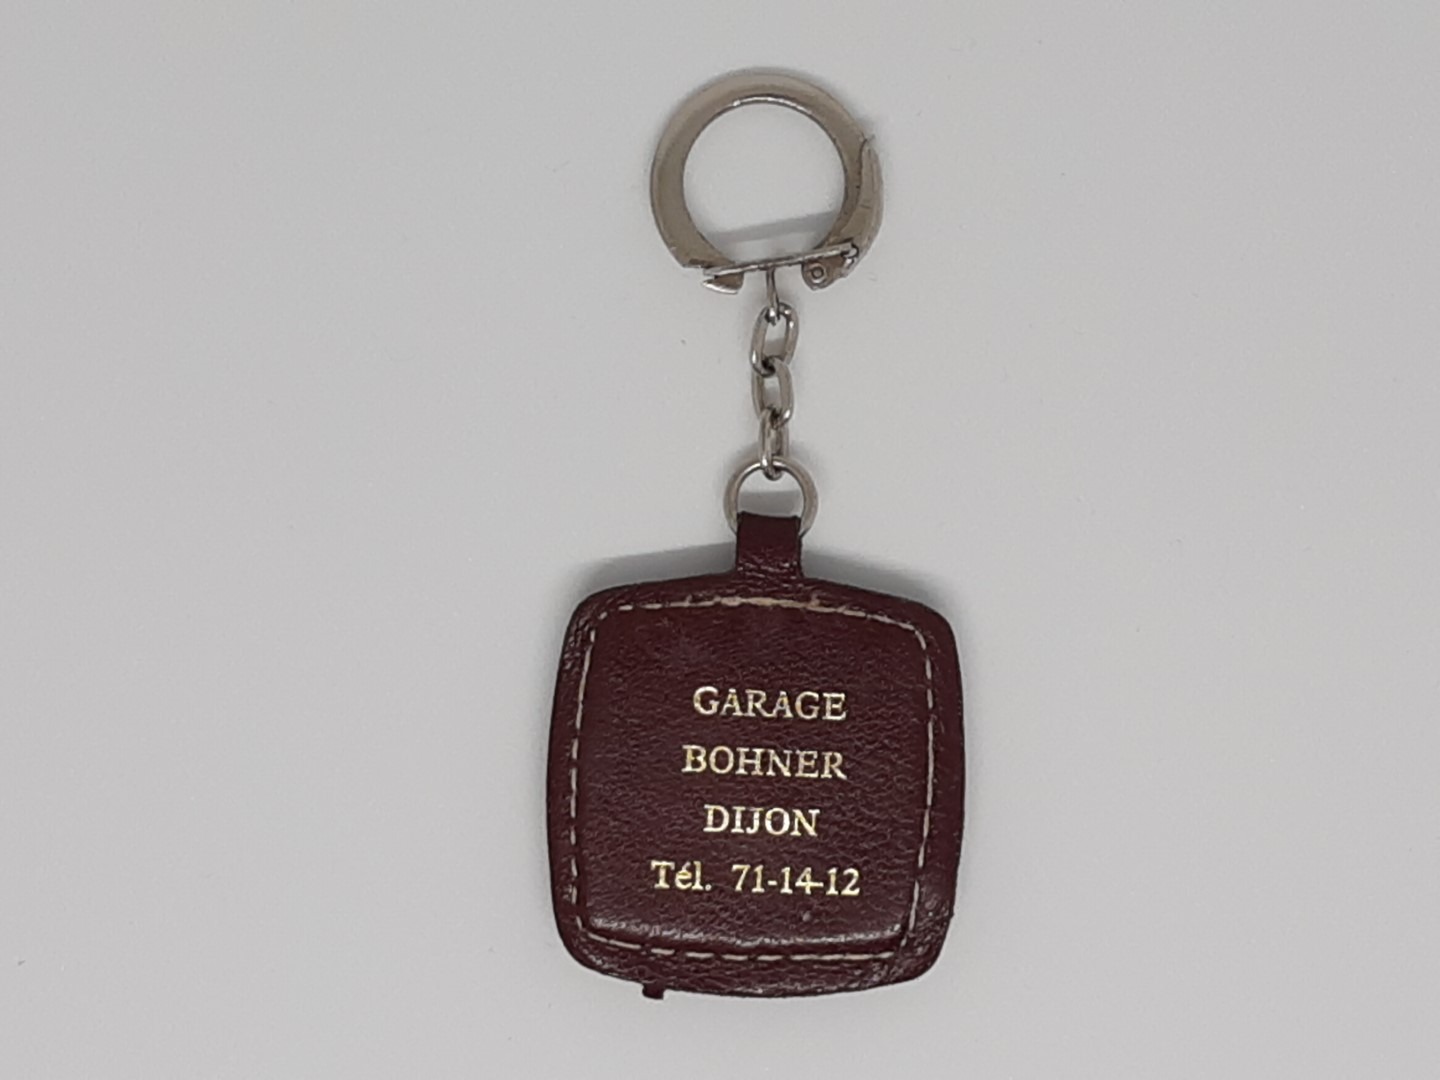 GARAGE
BOHNER
DIJON
Tél. 71-14-12